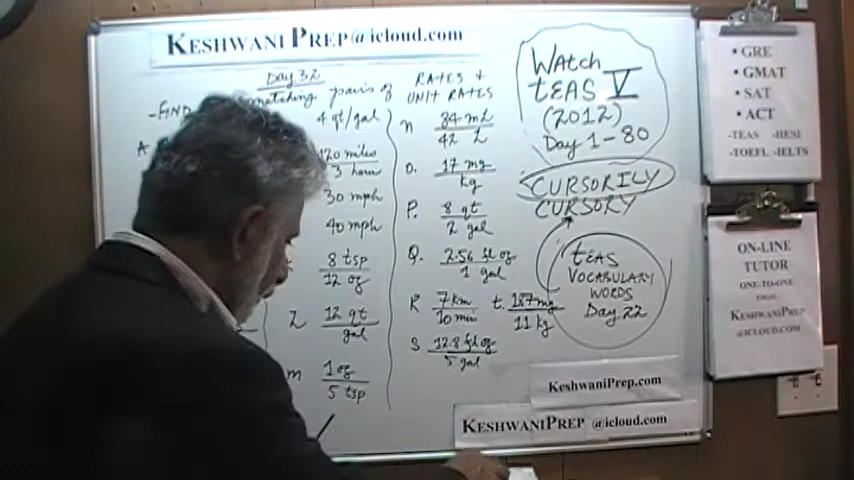 KESHWANI PREP@icloud.com
Day 32
- FIND matching pairs of
RATES &
UNIT RATES
A
4 qt/gal
120 miles
3 hour
30 mph
40 mph
8 tsp
12 oz
L 12 qt
gal
m 1 oz
5 tsp
n 84 mL
42 L
O. 17 mg
kg
P. 8 qt
2 gal
Q. 2.56 fl oz
1 gal
R 7 km
10 min
t. 187 mg
11 kg
S 12.8 fl oz
5 gal
WATCH
TEAS V
(2012)
Day 1-80
CURSORILY
CURSORY
TEAS
VOCABULARY
WORDS
Day 22
KESHWANIPREP.com
KESHWANIPREP @icloud.com
• GRE
• GMAT
• SAT
• ACT
-TEAS -HESI
-TOEFL -IELTS
ON-LINE
TUTOR
ONE-TO-ONE
KESHWANIPREP
@ICLOUD.COM